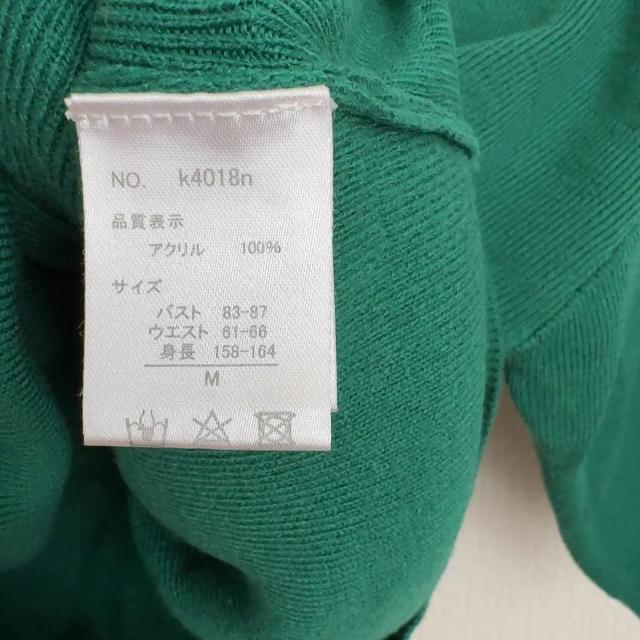 NO. k4018n
品質表示
アクリル 100%
サイズ
バスト 83-87
ウエスト 61-66
身長 158-164
M